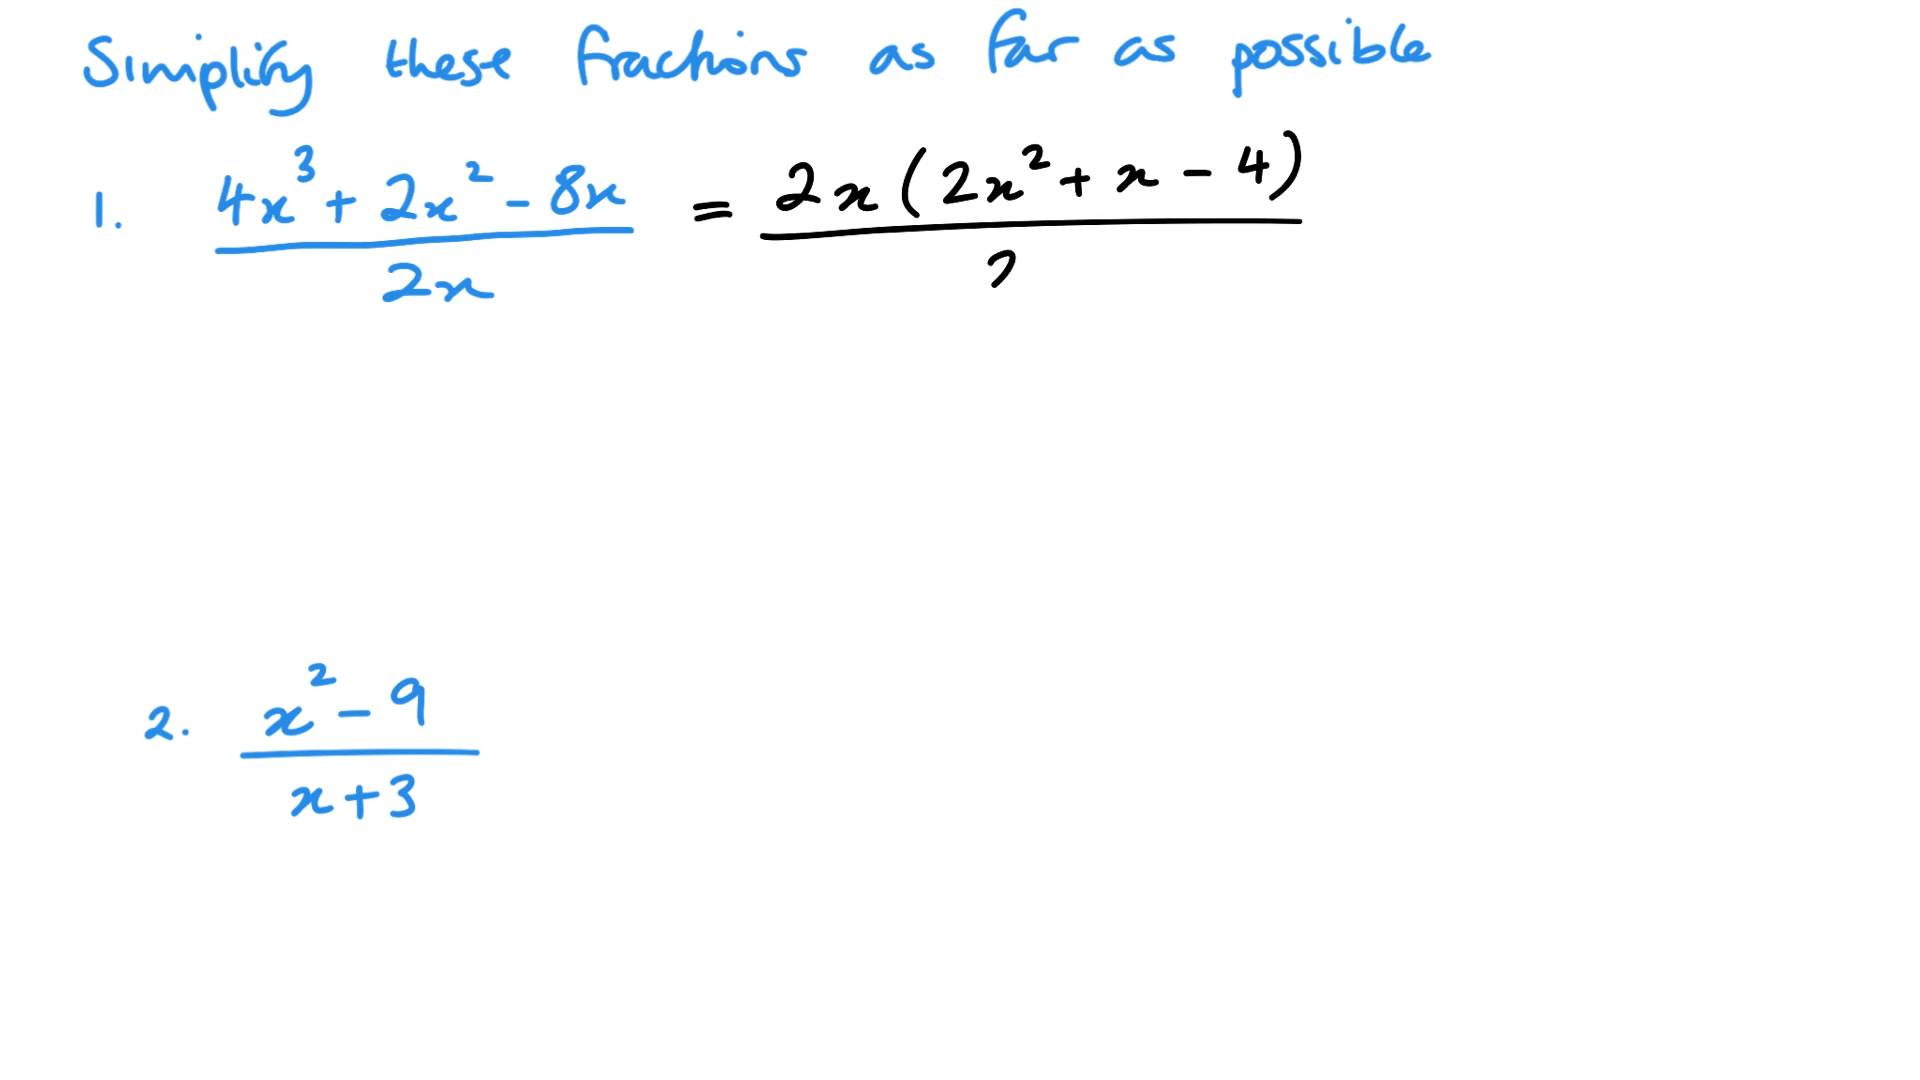 Simplify these fractions as far as possible
1. (4x³ + 2x² - 8x) / 2x = 2x(2x² + x - 4) / 2
2. (x² - 9) / (x + 3)